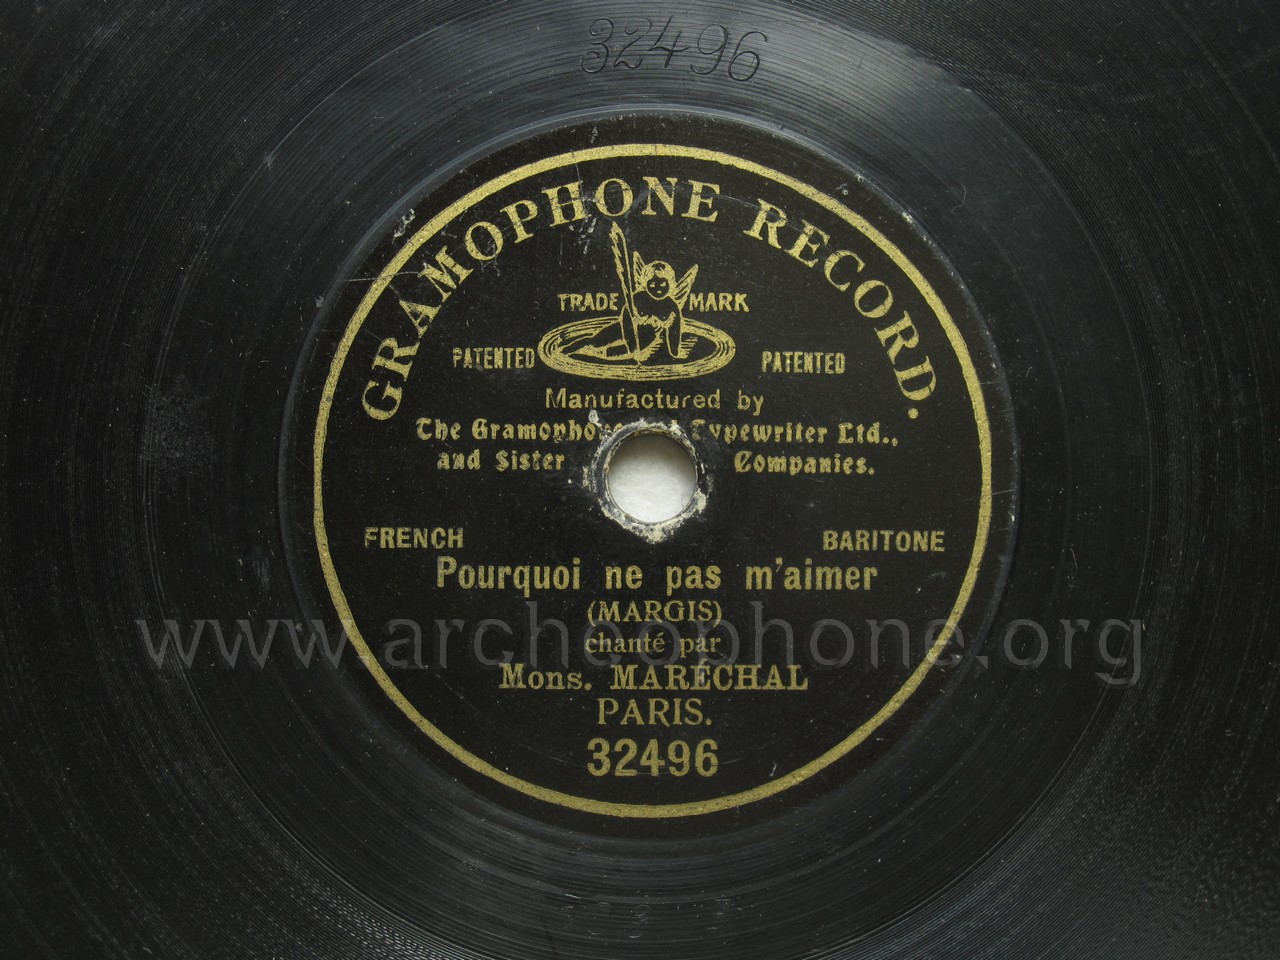 32496
GRAMOPHONE RECORD.
TRADE MARK
PATENTED PATENTED
Manufactured by
The Gramophone Typewriter Ltd.,
and Sister Companies.
FRENCH BARITONE
Pourquoi ne pas m'aimer
(MARGIS)
chanté par
www.archeophone.org
Mons. MARÉCHAL
PARIS.
32496